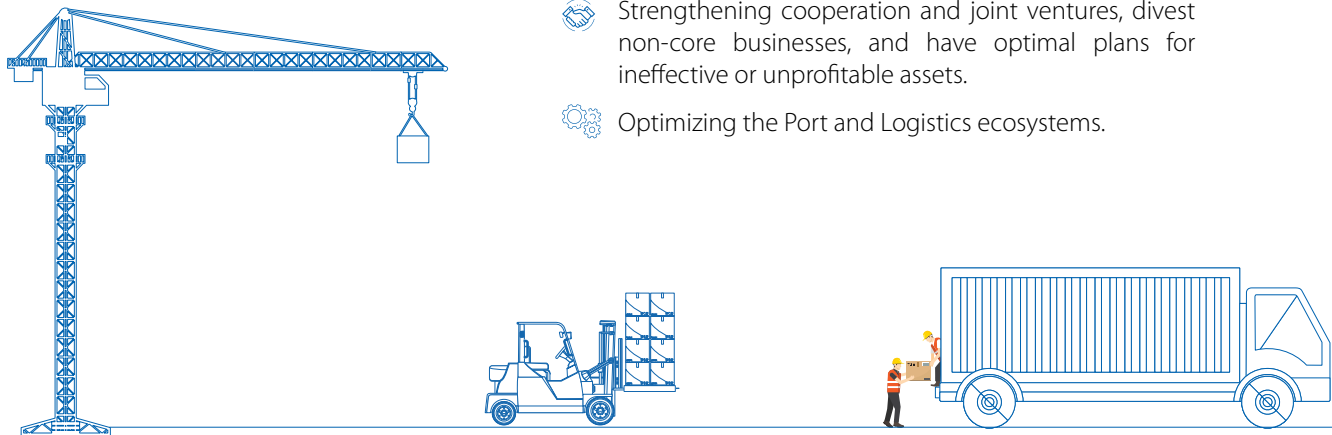 Strengthening cooperation and joint ventures, divest
non-core businesses, and have optimal plans for
ineffective or unprofitable assets.
Optimizing the Port and Logistics ecosystems.